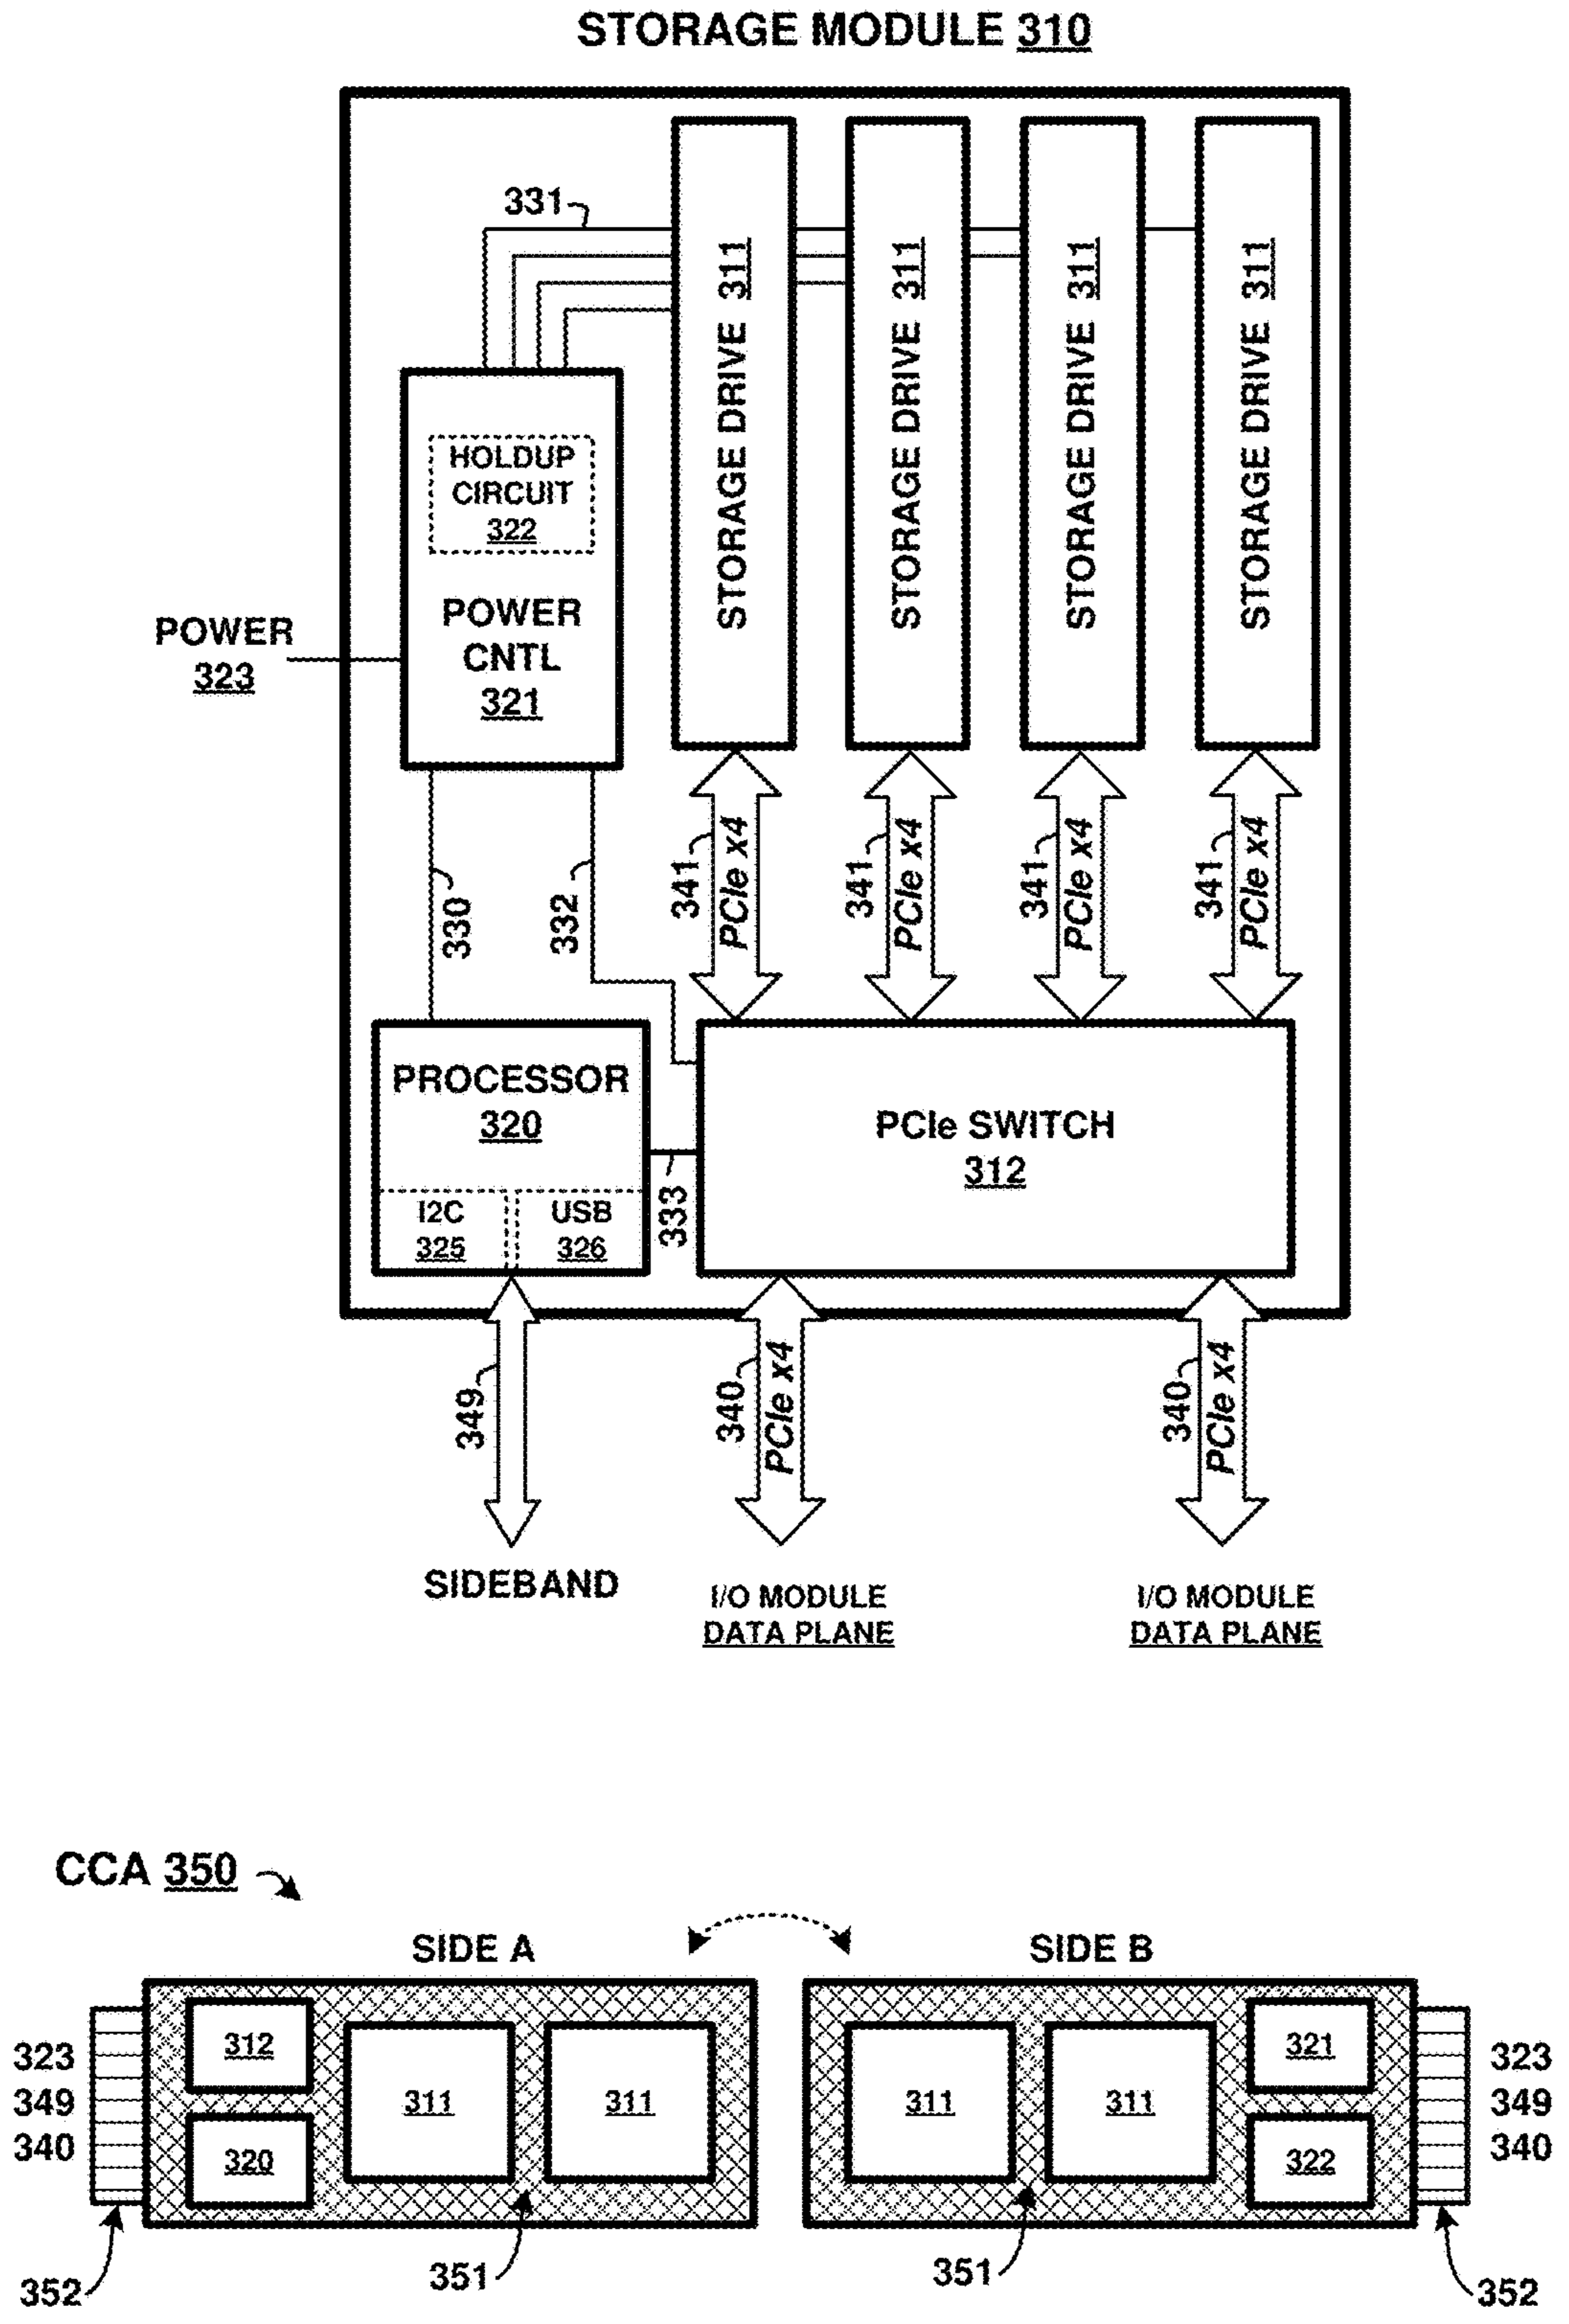 STORAGE MODULE 310
331
STORAGE DRIVE 311
STORAGE DRIVE 311
STORAGE DRIVE 311
STORAGE DRIVE 311
HOLDUP
CIRCUIT
322
POWER
CNTL
321
POWER
323
330
332
341
PCIe x4
341
PCIe x4
341
PCIe x4
341
PCIe x4
PROCESSOR
320
I2C
325
USB
326
333
PCIe SWITCH
312
349
340
PCIe x4
340
PCIe x4
SIDEBAND
I/O MODULE
DATA PLANE
I/O MODULE
DATA PLANE
CCA 350
SIDE A
SIDE B
323
349
340
312
320
311
311
311
311
321
322
323
349
340
352
351
351
352